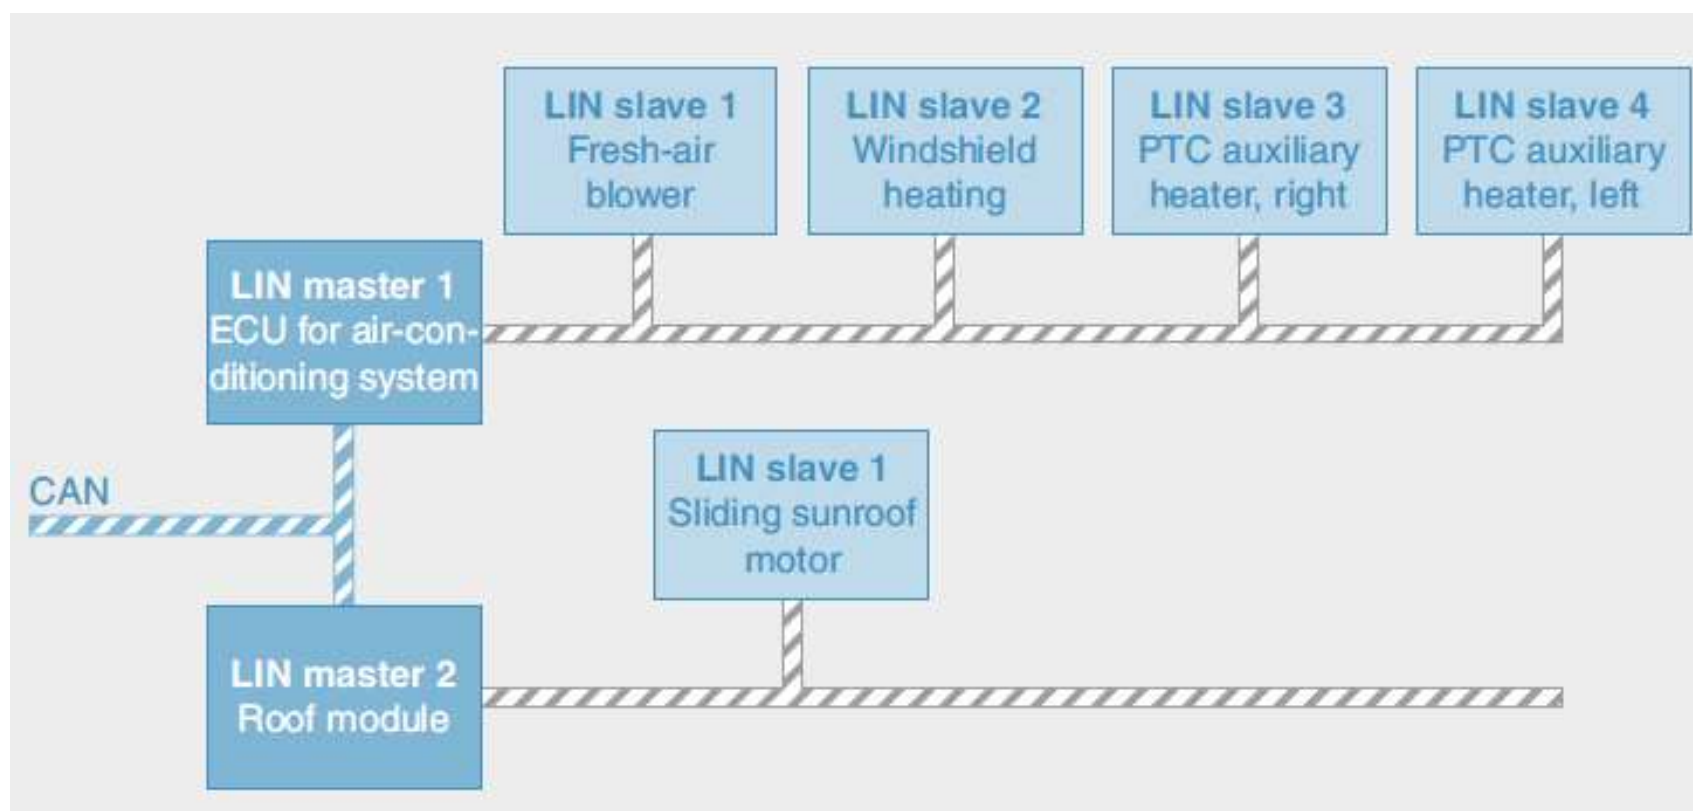 LIN slave 1
Fresh-air
blower
LIN slave 2
Windshield
heating
LIN slave 3
PTC auxiliary
heater, right
LIN slave 4
PTC auxiliary
heater, left
LIN master 1
ECU for air-con-
ditioning system
CAN
LIN slave 1
Sliding sunroof
motor
LIN master 2
Roof module